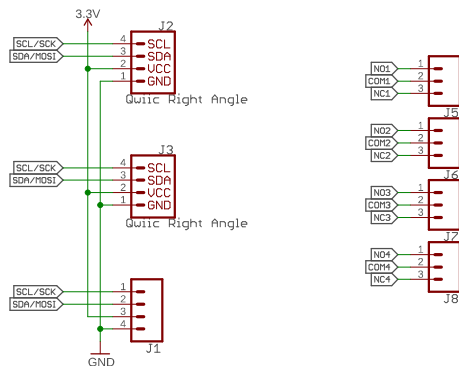 3.3V
J2
SCL/SCK 4 SCL
SDA/MOSI 3 SDA
2 VCC
1 GND
Qwiic Right Angle
J3
SCL/SCK 4 SCL
SDA/MOSI 3 SDA
2 VCC
1 GND
Qwiic Right Angle
SCL/SCK 1
SDA/MOSI 2
3
4
J1
GND
NO1 1
COM1 2
NC1 3
J5
NO2 1
COM2 2
NC2 3
J6
NO3 1
COM3 2
NC3 3
J7
NO4 1
COM4 2
NC4 3
J8